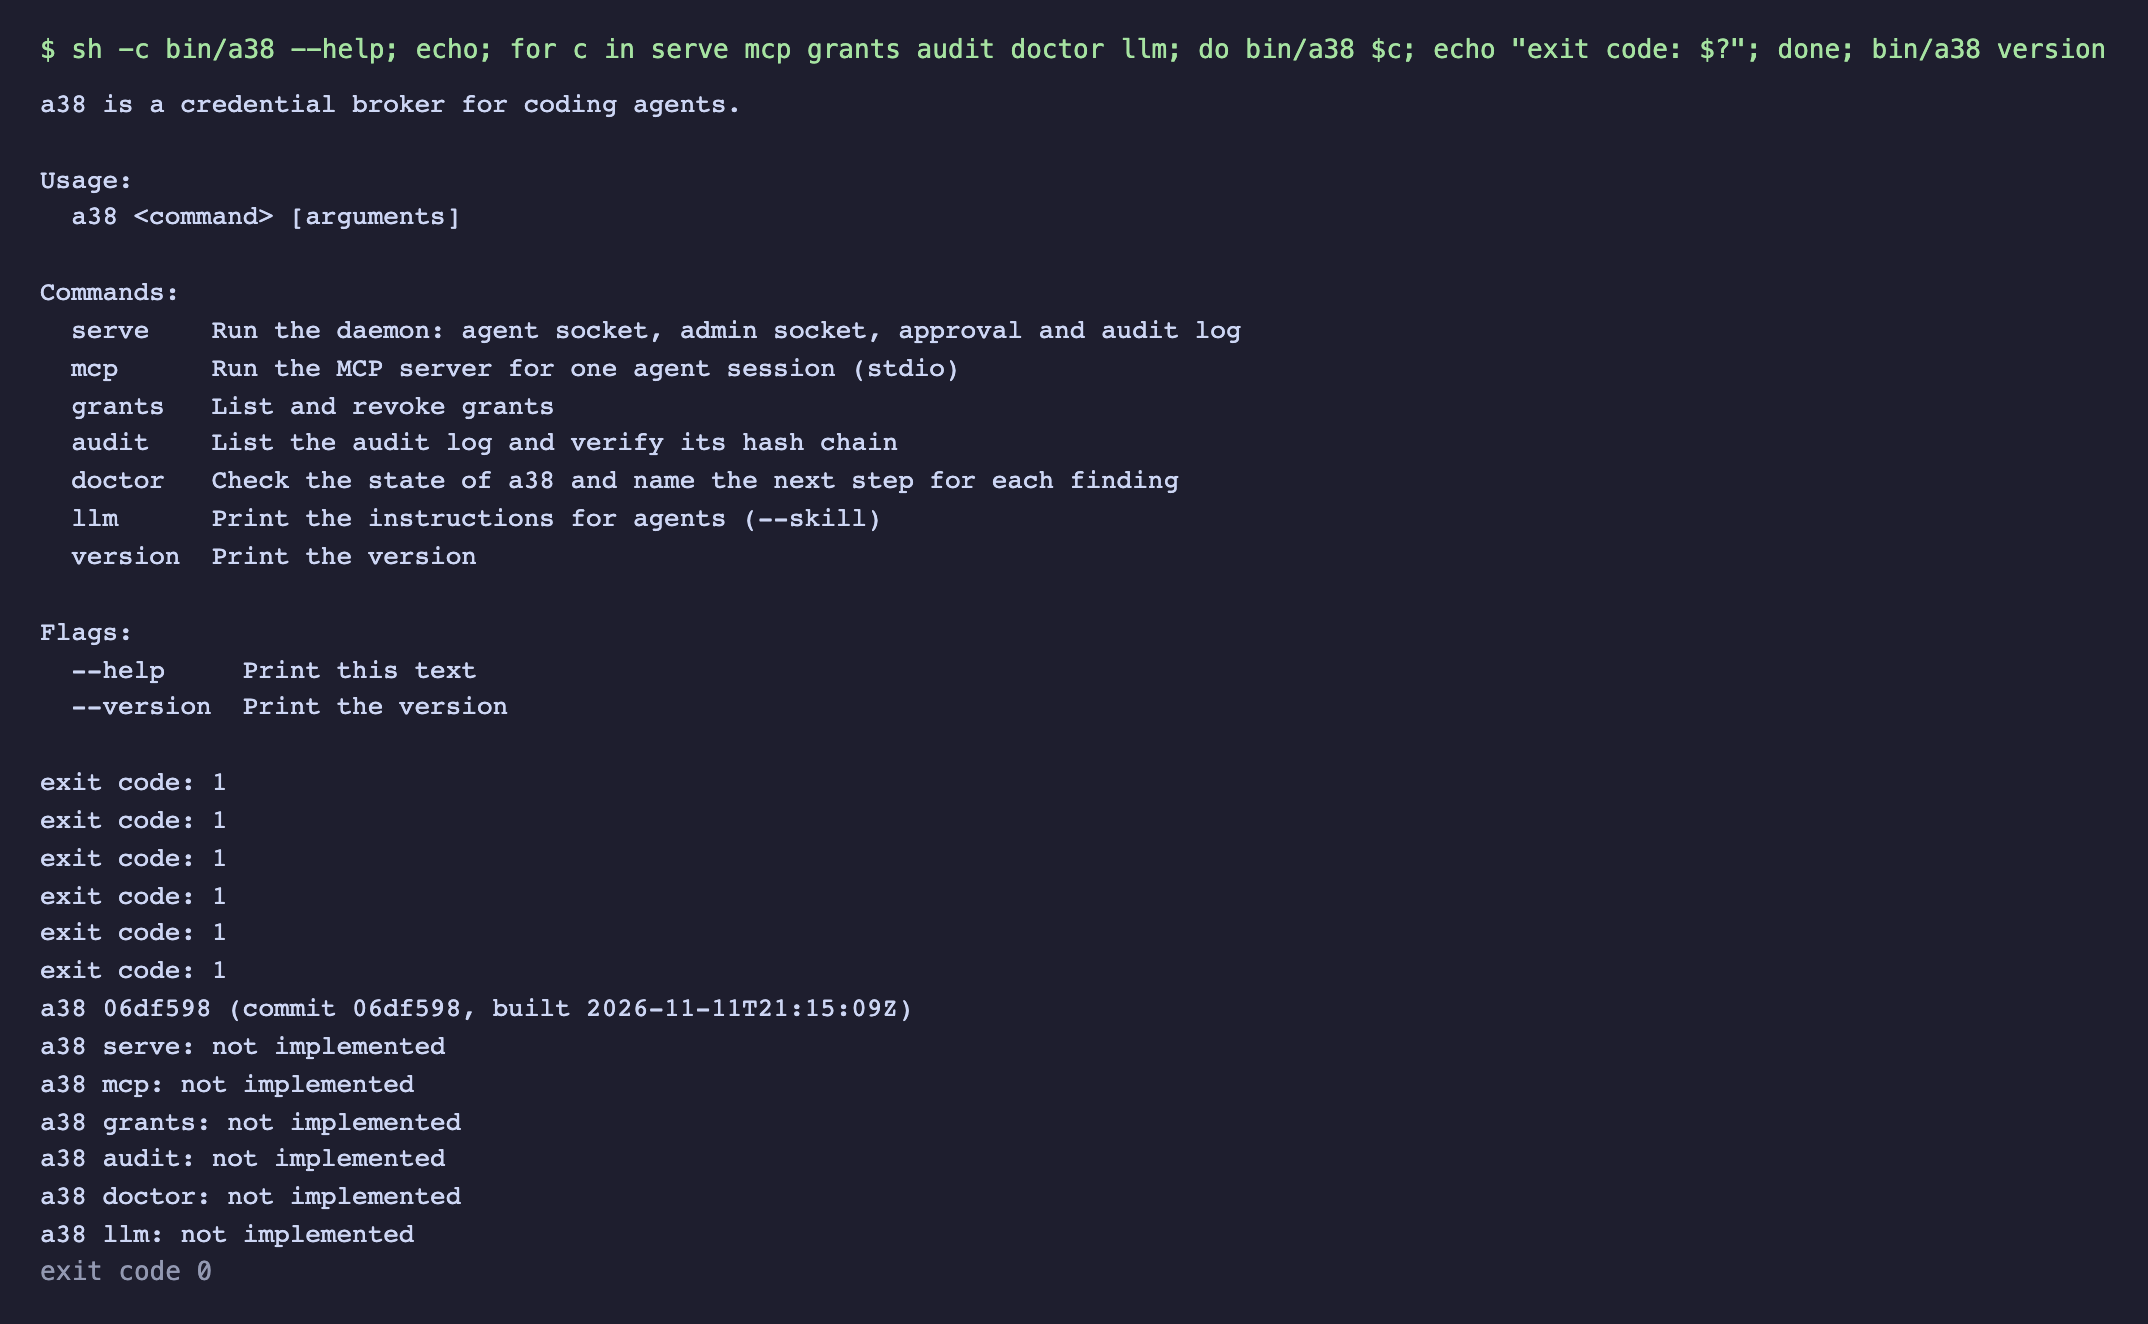 $ sh -c bin/a38 --help; echo; for c in serve mcp grants audit doctor llm; do bin/a38 $c; echo "exit code: $?"; done; bin/a38 version
a38 is a credential broker for coding agents.

Usage:
  a38 <command> [arguments]

Commands:
  serve    Run the daemon: agent socket, admin socket, approval and audit log
  mcp      Run the MCP server for one agent session (stdio)
  grants   List and revoke grants
  audit    List the audit log and verify its hash chain
  doctor   Check the state of a38 and name the next step for each finding
  llm      Print the instructions for agents (--skill)
  version  Print the version

Flags:
  --help     Print this text
  --version  Print the version

exit code: 1
exit code: 1
exit code: 1
exit code: 1
exit code: 1
exit code: 1
a38 06df598 (commit 06df598, built 2026-11-11T21:15:09Z)
a38 serve: not implemented
a38 mcp: not implemented
a38 grants: not implemented
a38 audit: not implemented
a38 doctor: not implemented
a38 llm: not implemented
exit code 0